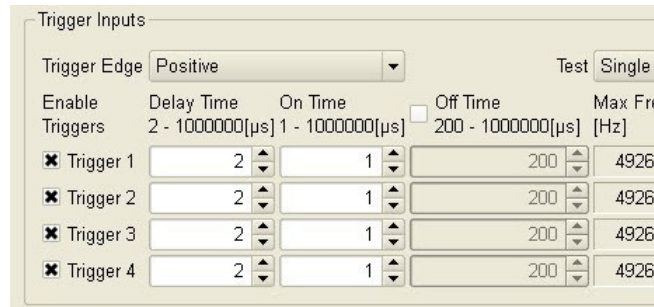 Trigger Inputs
Trigger Edge Positive Test Single
Enable Delay Time On Time Off Time Max Fre
Triggers 2 - 1000000[µs] 1 - 1000000[µs] 200 - 1000000[µs] [Hz]
Trigger 1 2 1 200 4926
Trigger 2 2 1 200 4926
Trigger 3 2 1 200 4926
Trigger 4 2 1 200 4926